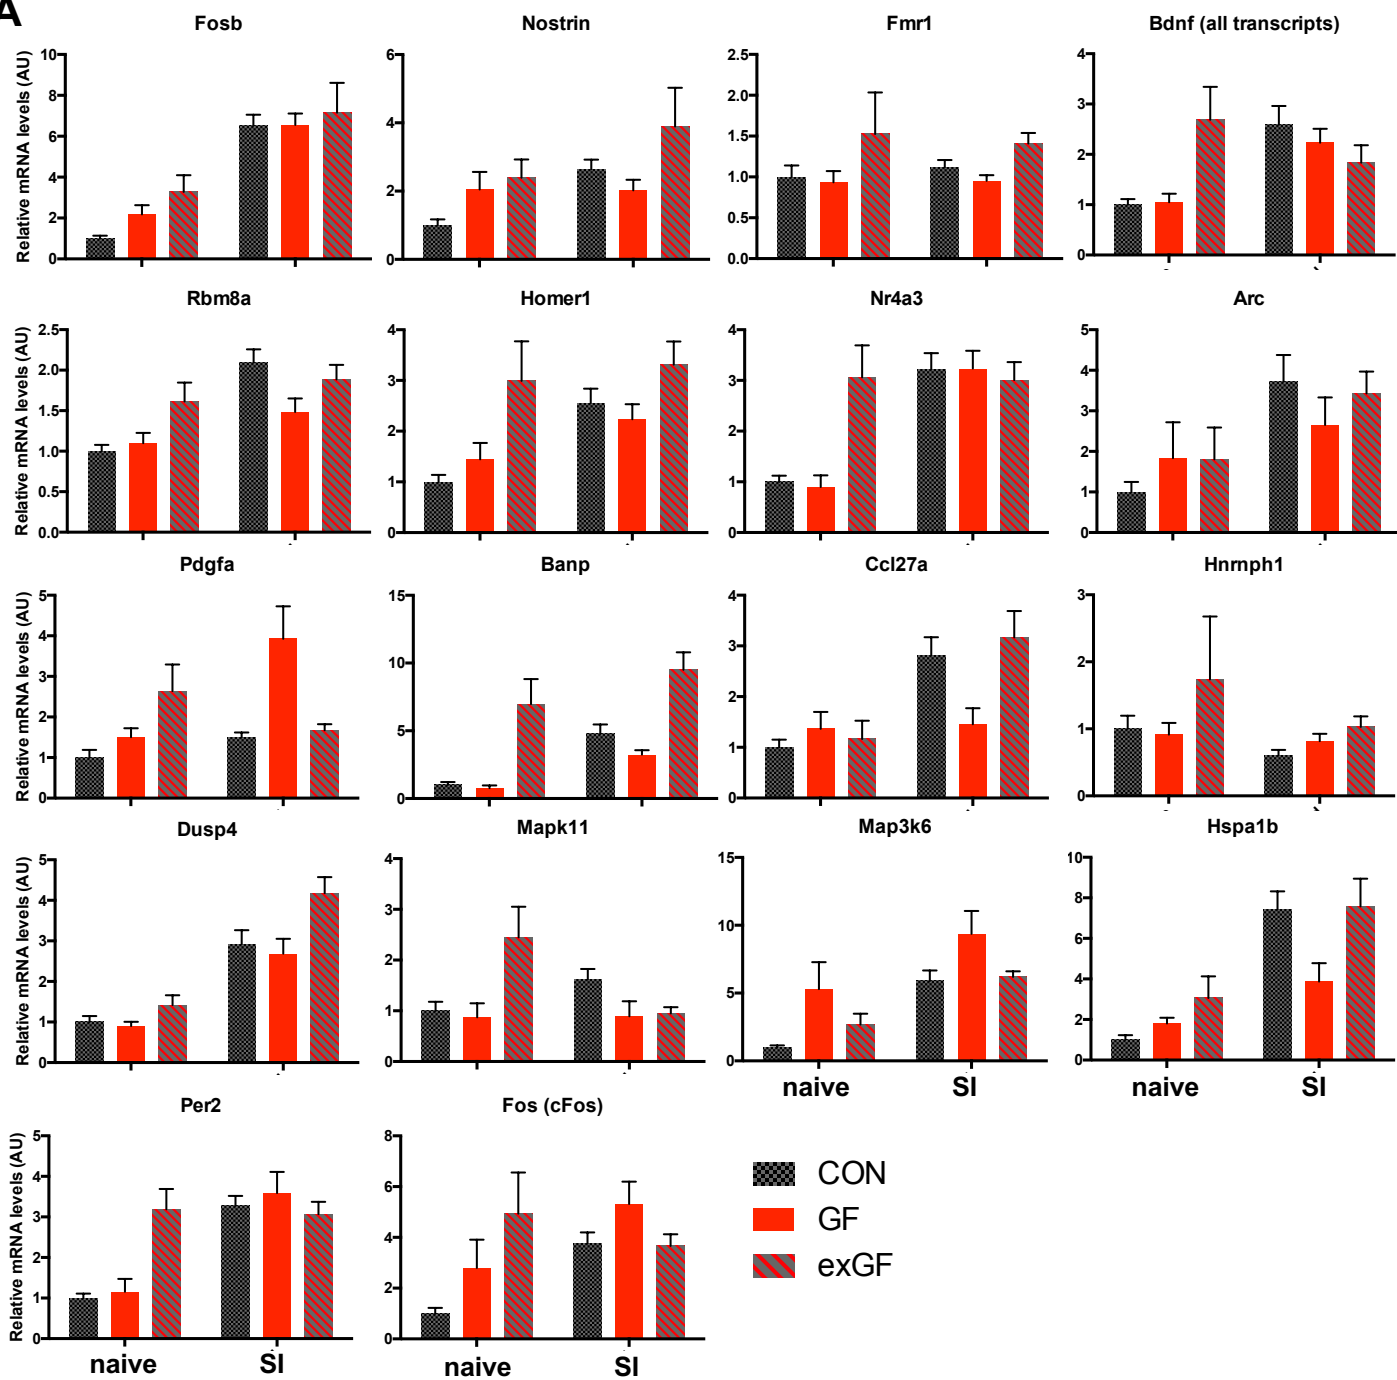 A
Fosb Nostrin Fmr1 Bdnf (all transcripts)
Relative mRNA levels (AU)
10 8 6 4 2 0
6 4 2 0
2.5 2.0 1.5 1.0 0.5 0.0
4 3 2 1 0
Rbm8a Homer1 Nr4a3 Arc
Relative mRNA levels (AU)
2.5 2.0 1.5 1.0 0.5 0.0
4 3 2 1 0
4 3 2 1 0
5 4 3 2 1 0
Pdgfa Banp Ccl27a Hnrnph1
Relative mRNA levels (AU)
5 4 3 2 1 0
15 10 5 0
4 3 2 1 0
3 2 1 0
Dusp4 Mapk11 Map3k6 Hspa1b
Relative mRNA levels (AU)
5 4 3 2 1 0
4 3 2 1 0
15 10 5 0
10 8 6 4 2 0
naive SI naive SI
Per2 Fos (cFos)
Relative mRNA levels (AU)
5 4 3 2 1 0
8 6 4 2 0
naive SI naive SI
CON
GF
exGF